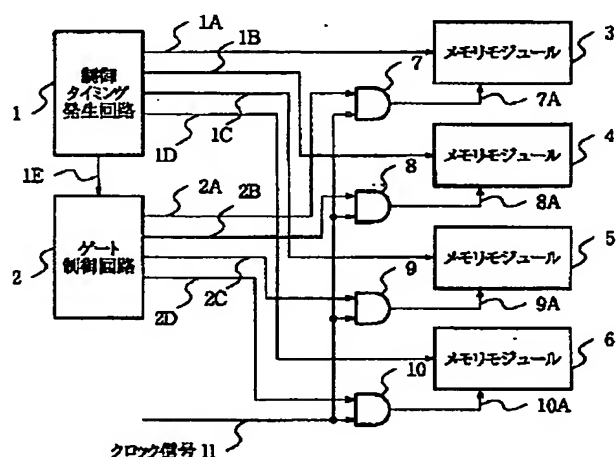 1A
1B
1C
1D
制御
タイミング
発生回路
1
1E
ゲート
制御回路
2
2A
2B
2C
2D
7
7A
メモリモジュール
3
8
8A
メモリモジュール
4
9
9A
メモリモジュール
5
10
10A
メモリモジュール
6
クロック信号 11